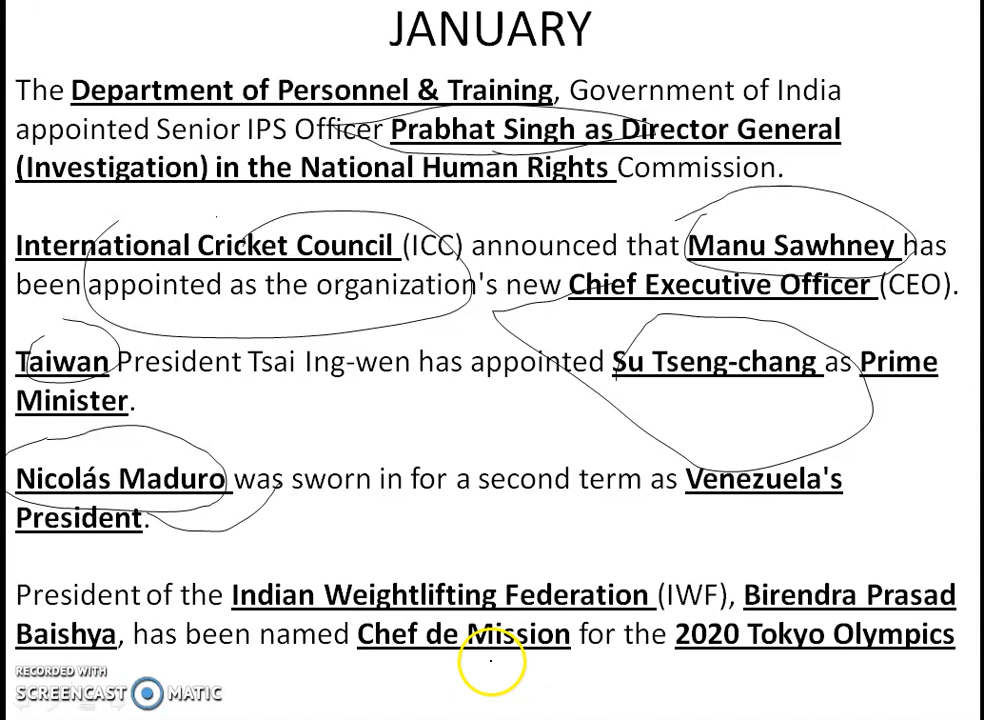 JANUARY
The Department of Personnel & Training, Government of India
appointed Senior IPS Officer Prabhat Singh as Director General
(Investigation) in the National Human Rights Commission.
International Cricket Council (ICC) announced that Manu Sawhney has
been appointed as the organization's new Chief Executive Officer (CEO).
Taiwan President Tsai Ing-wen has appointed Su Tseng-chang as Prime
Minister.
Nicolás Maduro was sworn in for a second term as Venezuela's
President.
President of the Indian Weightlifting Federation (IWF), Birendra Prasad
Baishya, has been named Chef de Mission for the 2020 Tokyo Olympics
RECORDED WITH
SCREENCAST MATIC